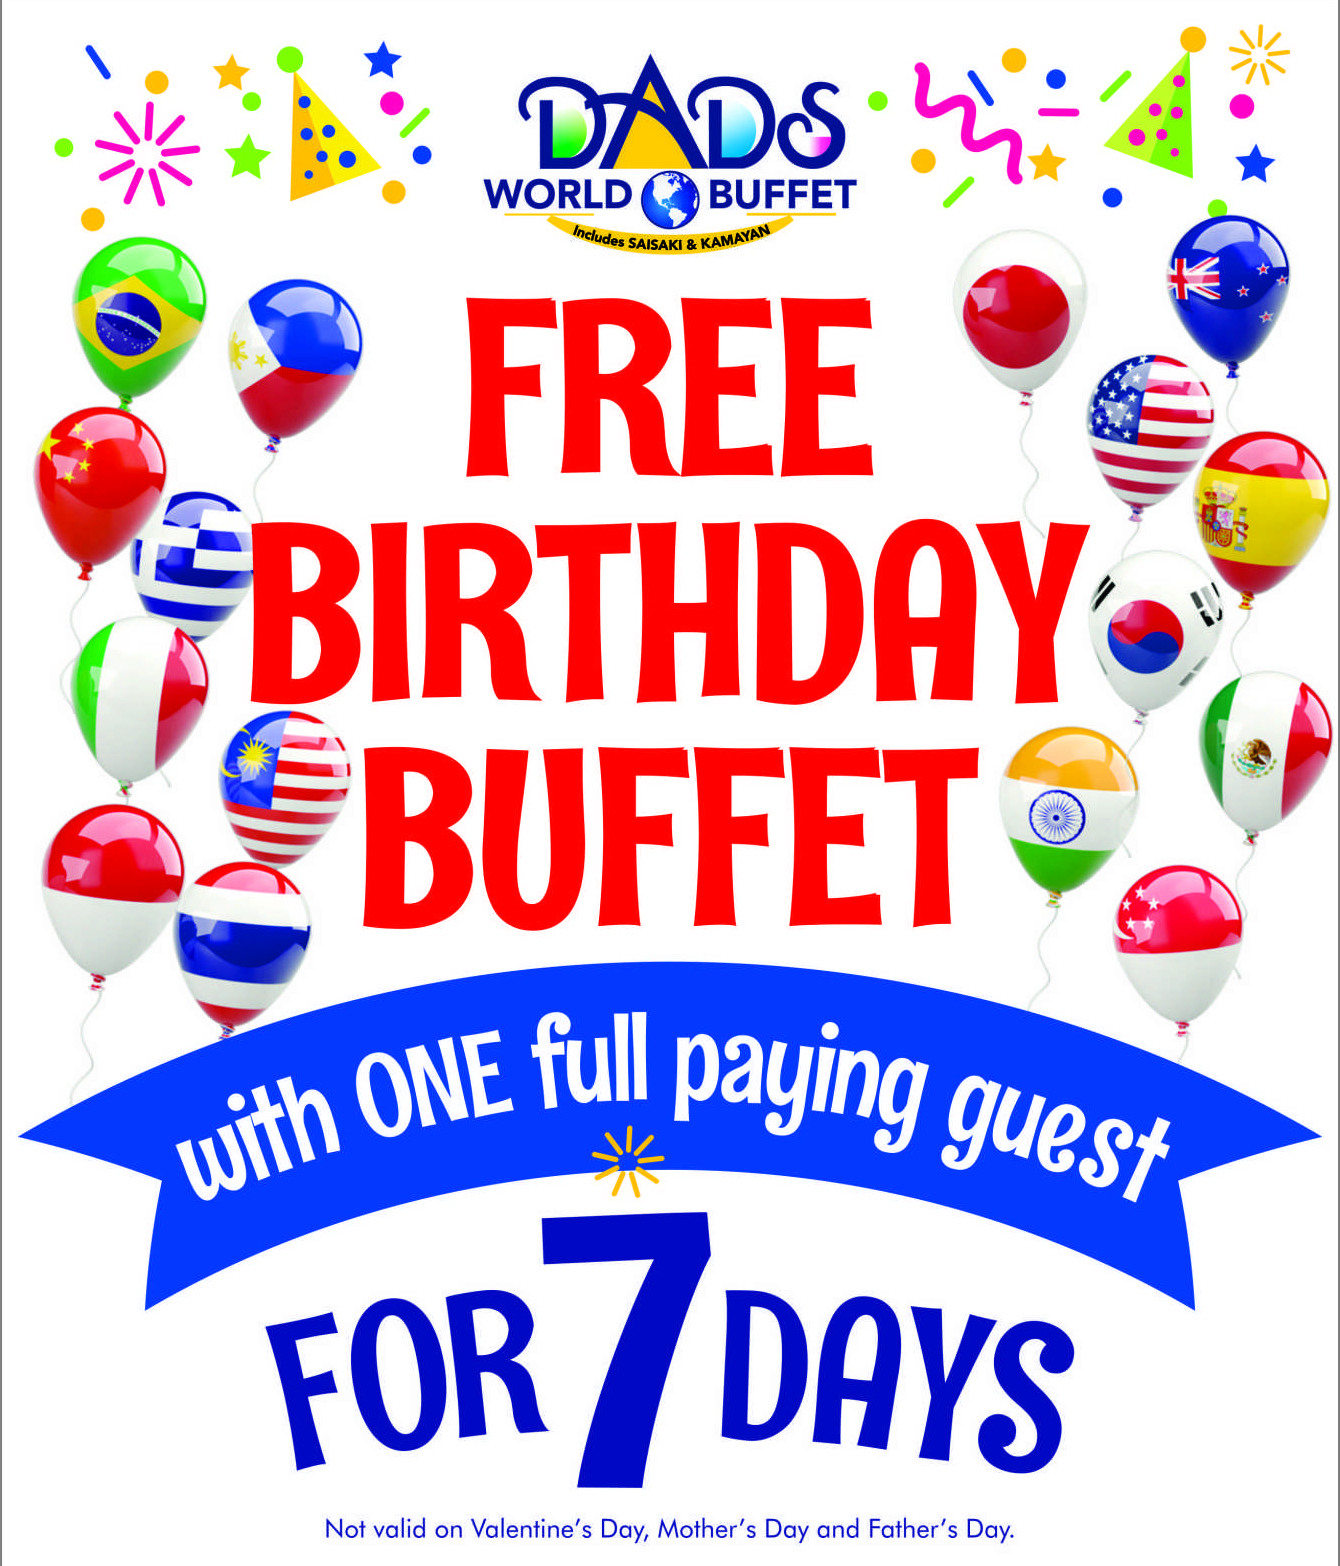 DADS
WORLD BUFFET
Includes SAISAKI & KAMAYAN
FREE
BIRTHDAY
BUFFET
with ONE full paying guest
FOR 7 DAYS
Not valid on Valentine's Day, Mother's Day and Father's Day.